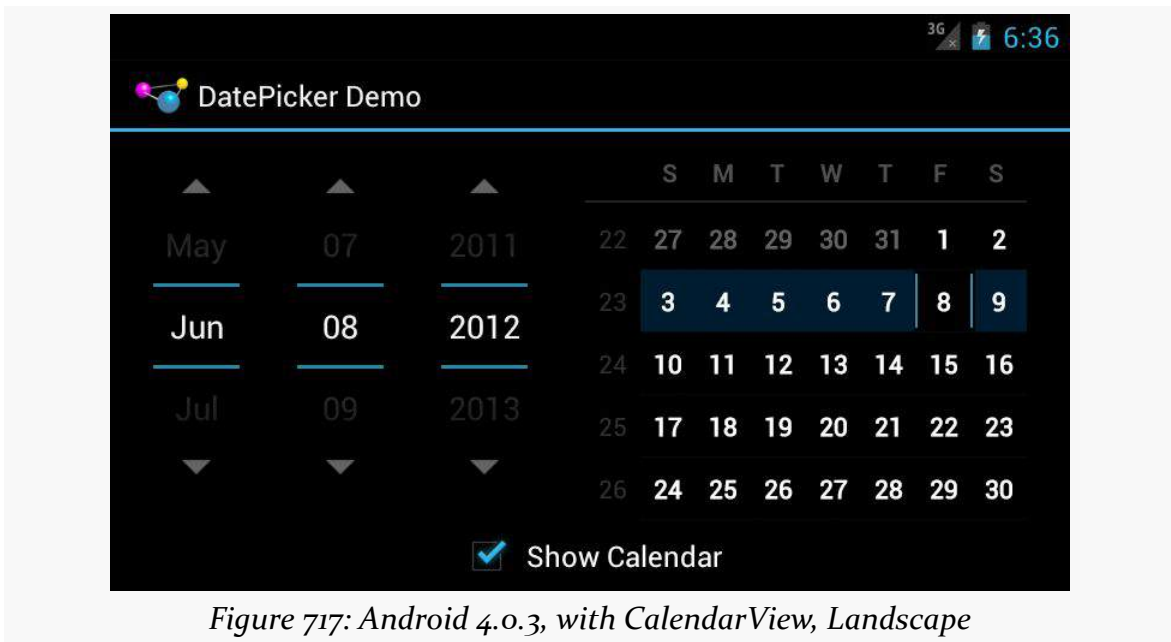 3G 6:36
DatePicker Demo
May 07 2011
Jun 08 2012
Jul 09 2013
S M T W T F S
22 27 28 29 30 31 1 2
23 3 4 5 6 7 8 9
24 10 11 12 13 14 15 16
25 17 18 19 20 21 22 23
26 24 25 26 27 28 29 30
Show Calendar
Figure 717: Android 4.0.3, with CalendarView, Landscape